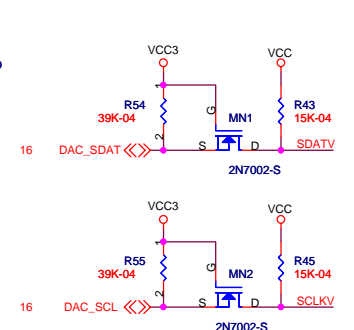 VCC3 VCC
1
R54 G MN1 R43
39K-04 15K-04
2
16 DAC_SDAT S D SDATV
2N7002-S
VCC3 VCC
1
R55 G MN2 R45
39K-04 15K-04
2
16 DAC_SCL S D SCLKV
2N7002-S